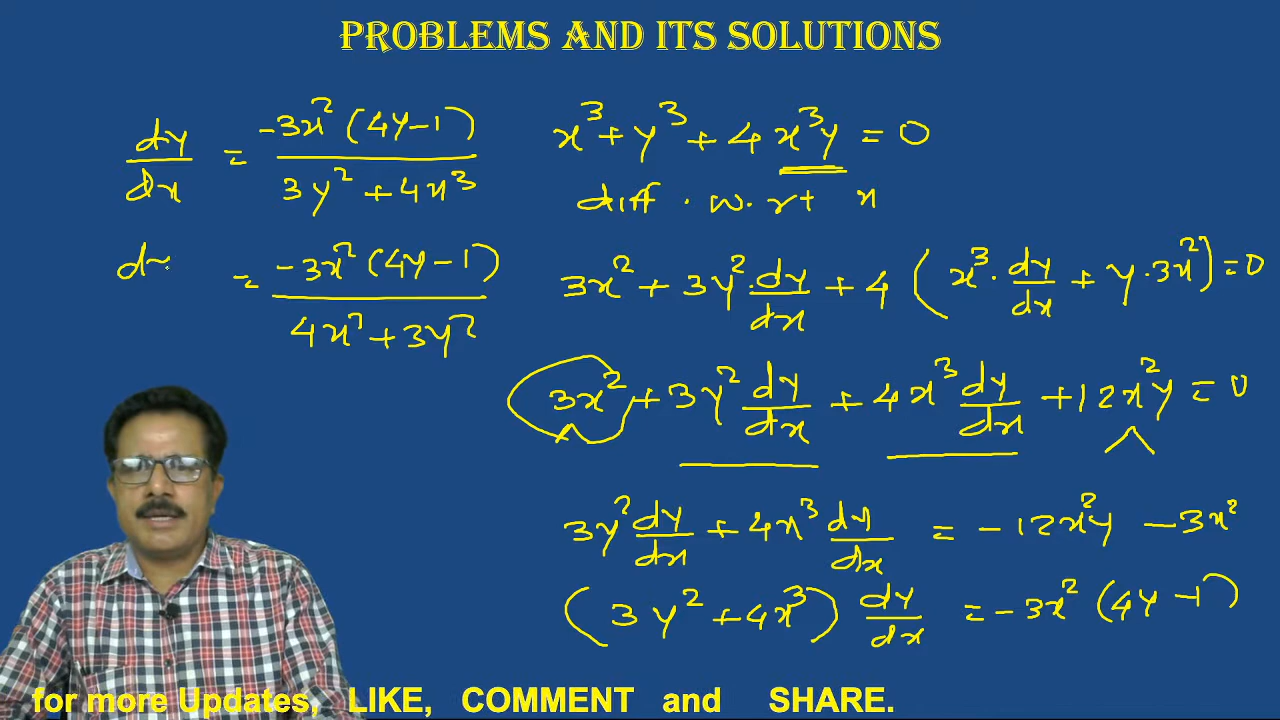 PROBLEMS AND ITS SOLUTIONS
dy/dx = -3x²(4y-1) / 3y²+4x³
d
= -3x²(4y-1) / 4x³+3y²
x³+y³+4x³y = 0
diff. w.rt x
3x²+3y².dy/dx+4(x³.dy/dx+y.3x²)=0
3x²+3y² dy/dx+4x³ dy/dx+12x²y=0
3y² dy/dx+4x³ dy/dx = -12x²y -3x²
(3y²+4x³) dy/dx = -3x²(4y-1)
for more Updates, LIKE, COMMENT and SHARE.